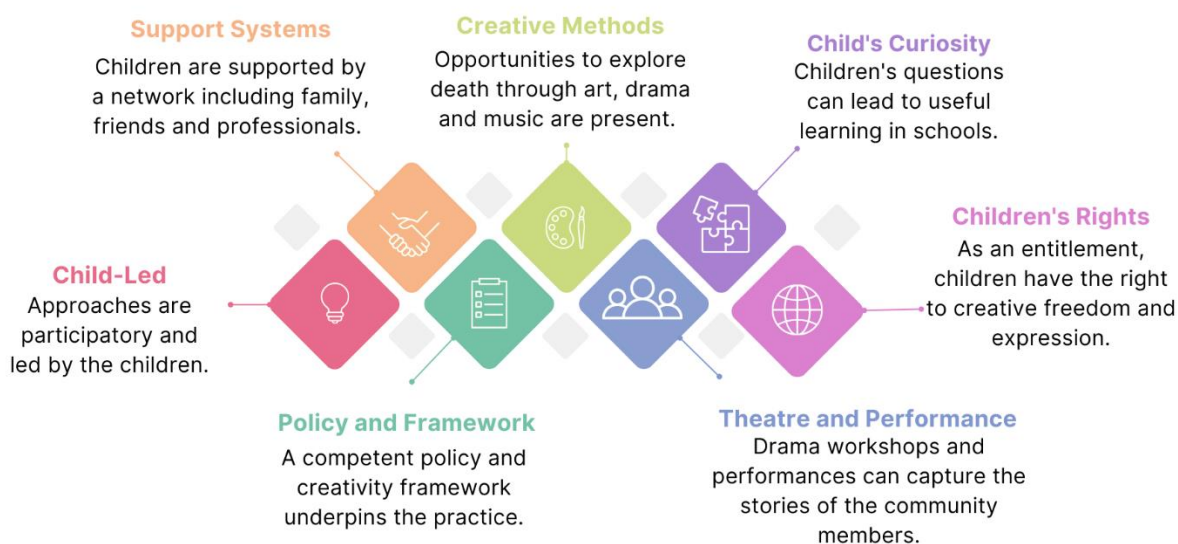 Support Systems
Children are supported by
a network including family,
friends and professionals.
Creative Methods
Opportunities to explore
death through art, drama
and music are present.
Child's Curiosity
Children's questions
can lead to useful
learning in schools.
Children's Rights
As an entitlement,
children have the right
to creative freedom and
expression.
Child-Led
Approaches are
participatory and
led by the children.
Policy and Framework
A competent policy and
creativity framework
underpins the practice.
Theatre and Performance
Drama workshops and
performances can capture the
stories of the community
members.